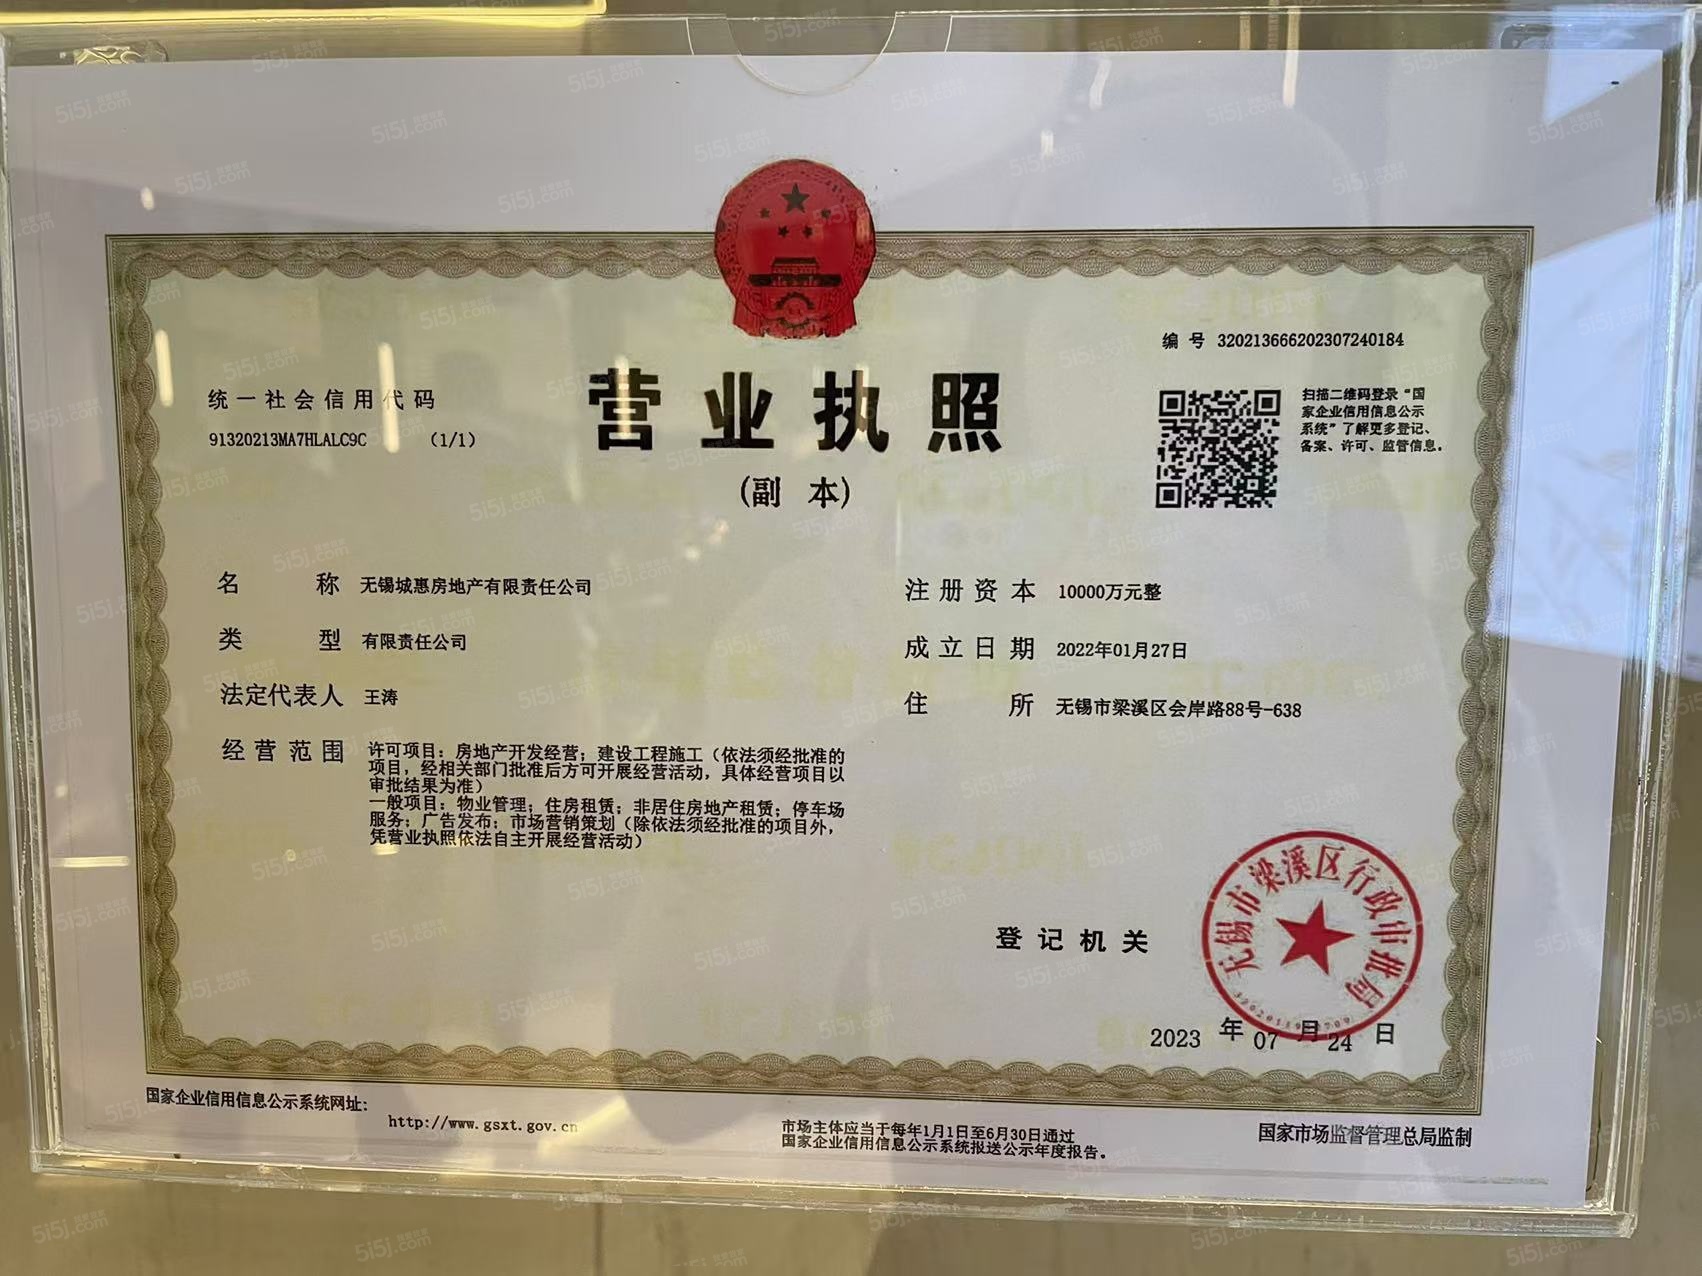 编号 320213666202307240184
统一社会信用代码
91320213MA7HLALC9C (1/1)
营业执照
(副本)
扫描二维码登录“国
家企业信用信息公示
系统”了解更多登记、
备案、许可、监管信息。
名称 无锡城惠房地产有限责任公司
类型 有限责任公司
法定代表人 王涛
经营范围 许可项目：房地产开发经营；建设工程施工（依法须经批准的
项目，经相关部门批准后方可开展经营活动，具体经营项目以
审批结果为准）
一般项目：物业管理；住房租赁；非居住房地产租赁；停车场
服务；广告发布；市场营销策划（除依法须经批准的项目外，
凭营业执照依法自主开展经营活动）
注册资本 10000万元整
成立日期 2022年01月27日
住所 无锡市梁溪区会岸路88号-638
登记机关
无锡市梁溪区行政审批局
2023 年 07 月 24 日
国家企业信用信息公示系统网址：
http://www.gsxt.gov.cn
市场主体应当于每年1月1日至6月30日通过
国家企业信用信息公示系统报送公示年度报告。
国家市场监督管理总局监制
5i5j.com